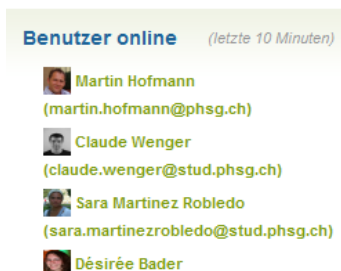 Benutzer online (letzte 10 Minuten)
Martin Hofmann
(martin.hofmann@phsg.ch)
Claude Wenger
(claude.wenger@stud.phsg.ch)
Sara Martinez Robledo
(sara.martinezrobledo@stud.phsg.ch)
Désirée Bader